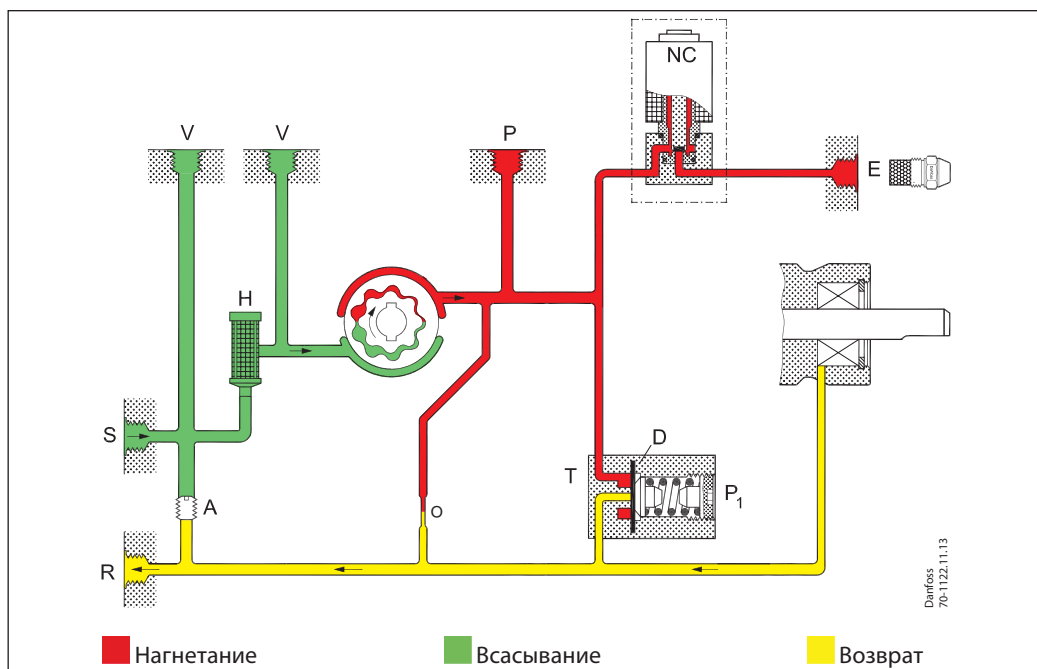 NC
V V P
E
H
S
D
T
P1
A
O
R
Danfoss
70-1122.11.13
Нагнетание Всасывание Возврат